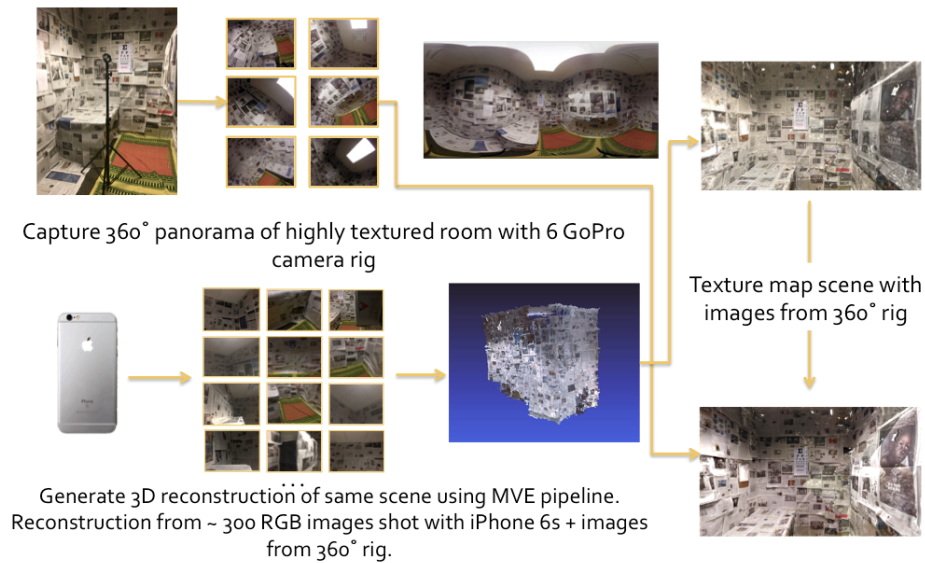 Capture 360˚ panorama of highly textured room with 6 GoPro
camera rig
Texture map scene with
images from 360˚ rig
...
Generate 3D reconstruction of same scene using MVE pipeline.
Reconstruction from ~ 300 RGB images shot with iPhone 6s + images
from 360˚ rig.